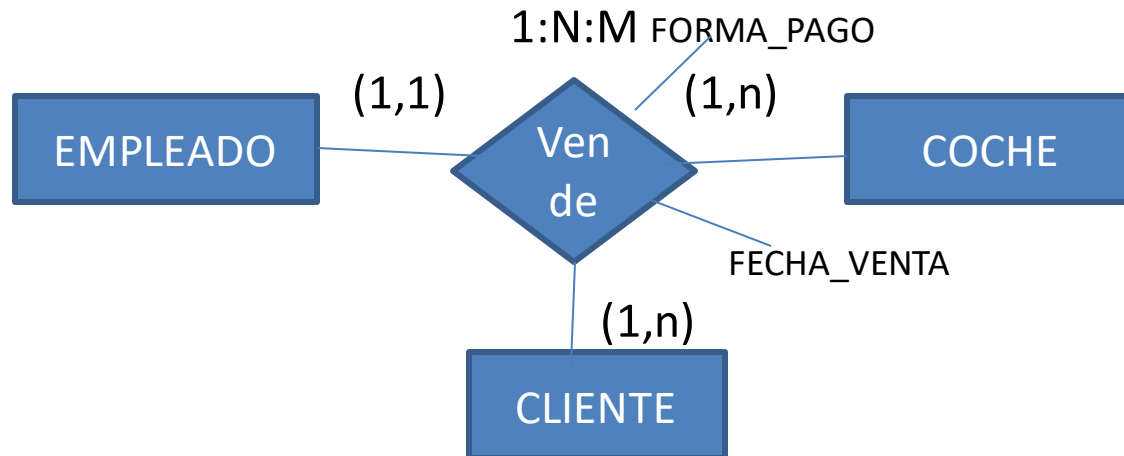 1:N:M FORMA_PAGO
(1,1)
(1,n)
EMPLEADO
Ven
de
COCHE
FECHA_VENTA
(1,n)
CLIENTE